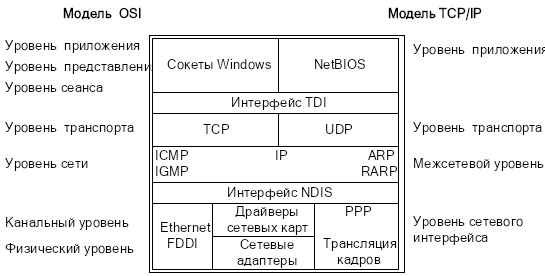 Модель OSI
Модель TCP/IP
Уровень приложения
Уровень представлени
Уровень сеанса
Сокеты Windows
NetBIOS
Уровень приложения
Интерфейс TDI
Уровень транспорта
TCP
UDP
Уровень транспорта
Уровень сети
ICMP IP ARP
IGMP RARP
Межсетевой уровень
Интерфейс NDIS
Канальный уровень
Физический уровень
Ethernet
FDDI
Драйверы
сетевых карт
Сетевые
адаптеры
PPP
Трансляция
кадров
Уровень сетевого
интерфейса